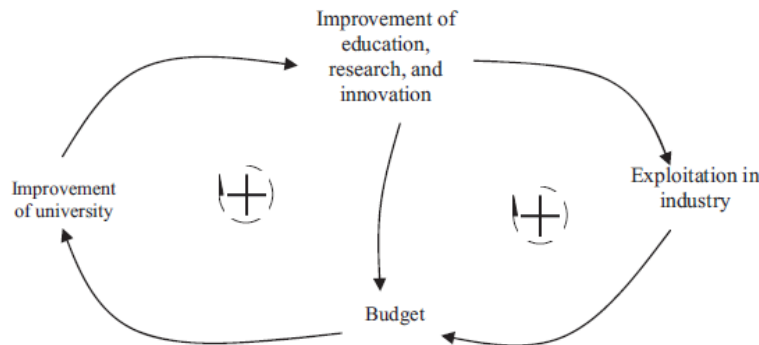 Improvement of
education,
research, and
innovation
Improvement
of university
Exploitation in
industry
Budget